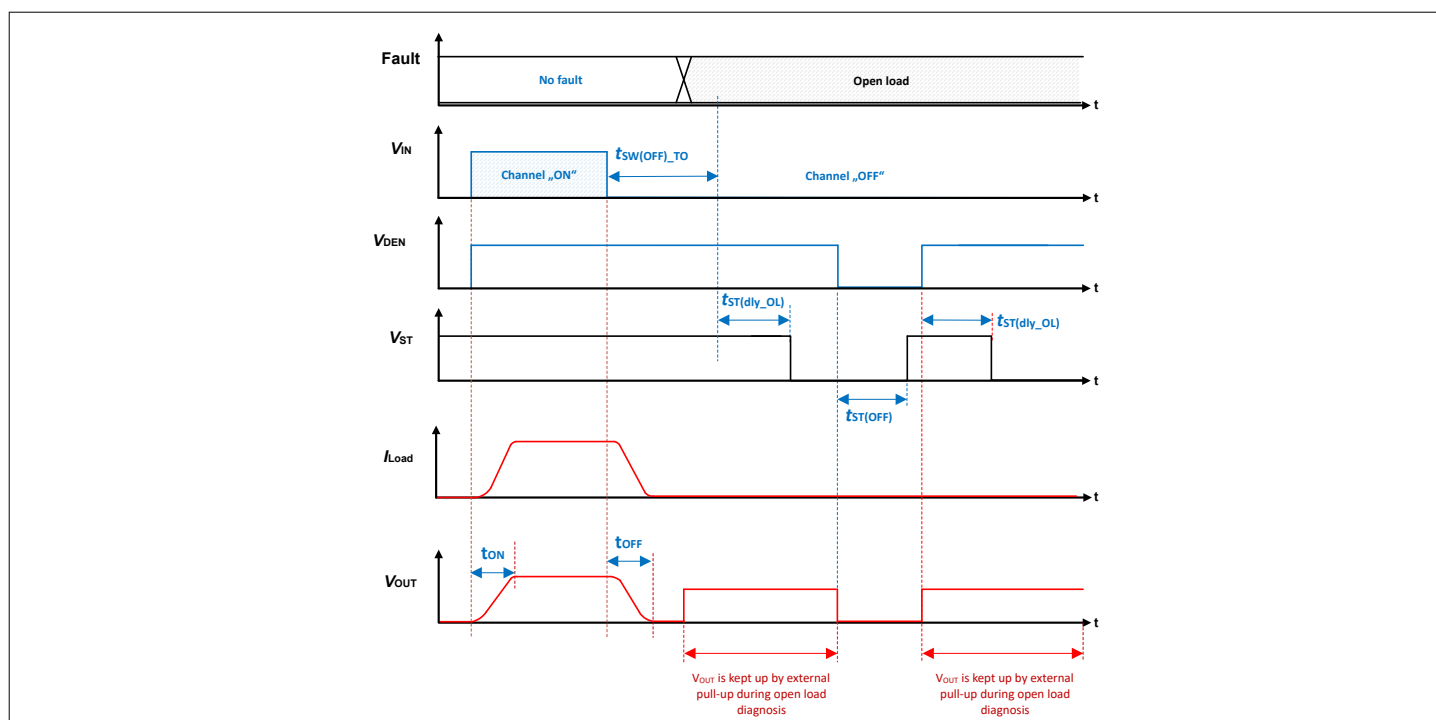 Fault
No fault
Open load
t
VIN
tSW(OFF)_TO
Channel „ON“
Channel „OFF“
t
VDEN
t
tST(dly_OL)
tST(dly_OL)
VST
t
tST(OFF)
ILoad
t
tON
tOFF
VOUT
t
VOUT is kept up by external
pull-up during open load
diagnosis
VOUT is kept up by external
pull-up during open load
diagnosis